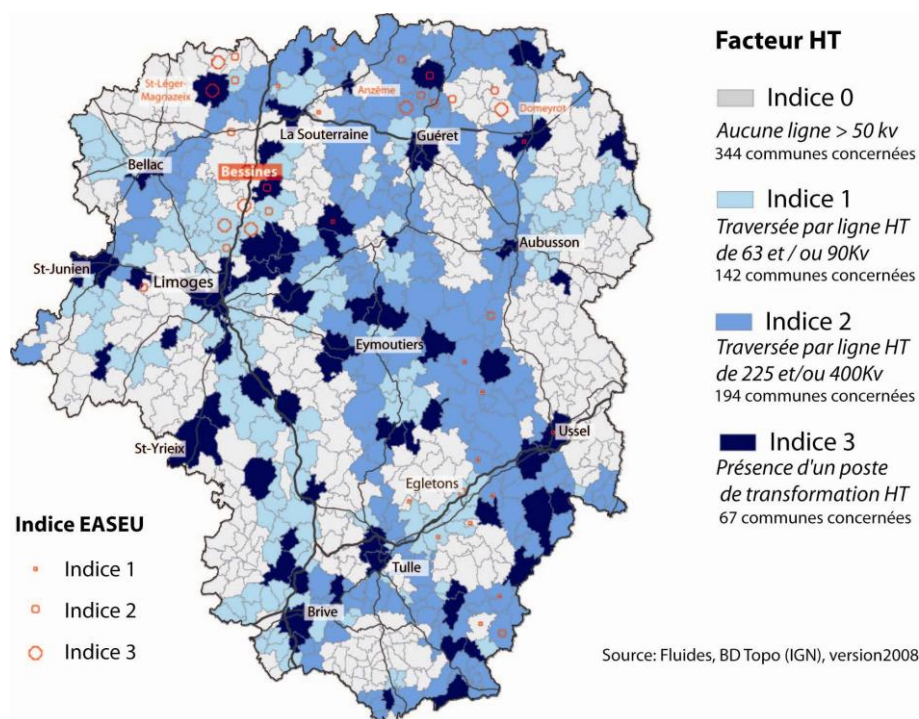 Facteur HT
Indice 0
Aucune ligne > 50 kv
344 communes concernées
Indice 1
Traversée par ligne HT
de 63 et / ou 90Kv
142 communes concernées
Indice 2
Traversée par ligne HT
de 225 et/ou 400Kv
194 communes concernées
Indice 3
Présence d'un poste
de transformation HT
67 communes concernées
St-Léger-
Magnazeix
Anzême
Domeyrot
La Souterraine
Guéret
Bellac
Bessines
Aubusson
St-Junien
Limoges
Eymoutiers
St-Yrieix
Ussel
Egletons
Tulle
Brive
Indice EASEU
Indice 1
Indice 2
Indice 3
Source: Fluides, BD Topo (IGN), version2008